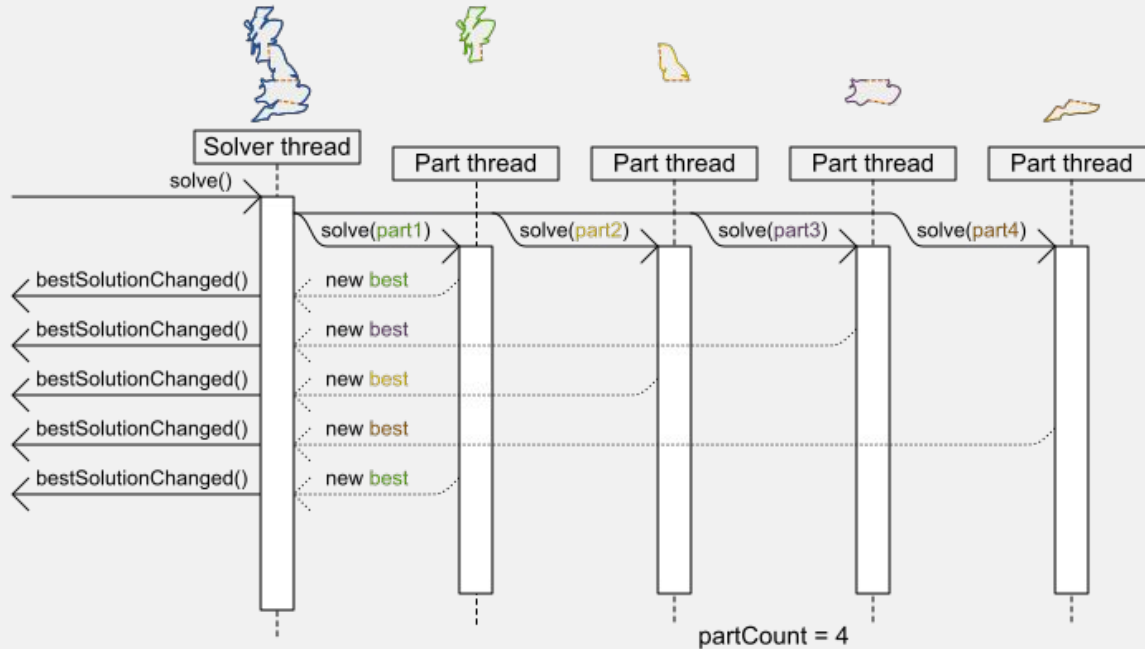 Solver thread
Part thread
Part thread
Part thread
Part thread
solve()
solve(part1)
solve(part2)
solve(part3)
solve(part4)
bestSolutionChanged()
new best
bestSolutionChanged()
new best
bestSolutionChanged()
new best
bestSolutionChanged()
new best
bestSolutionChanged()
new best
partCount = 4